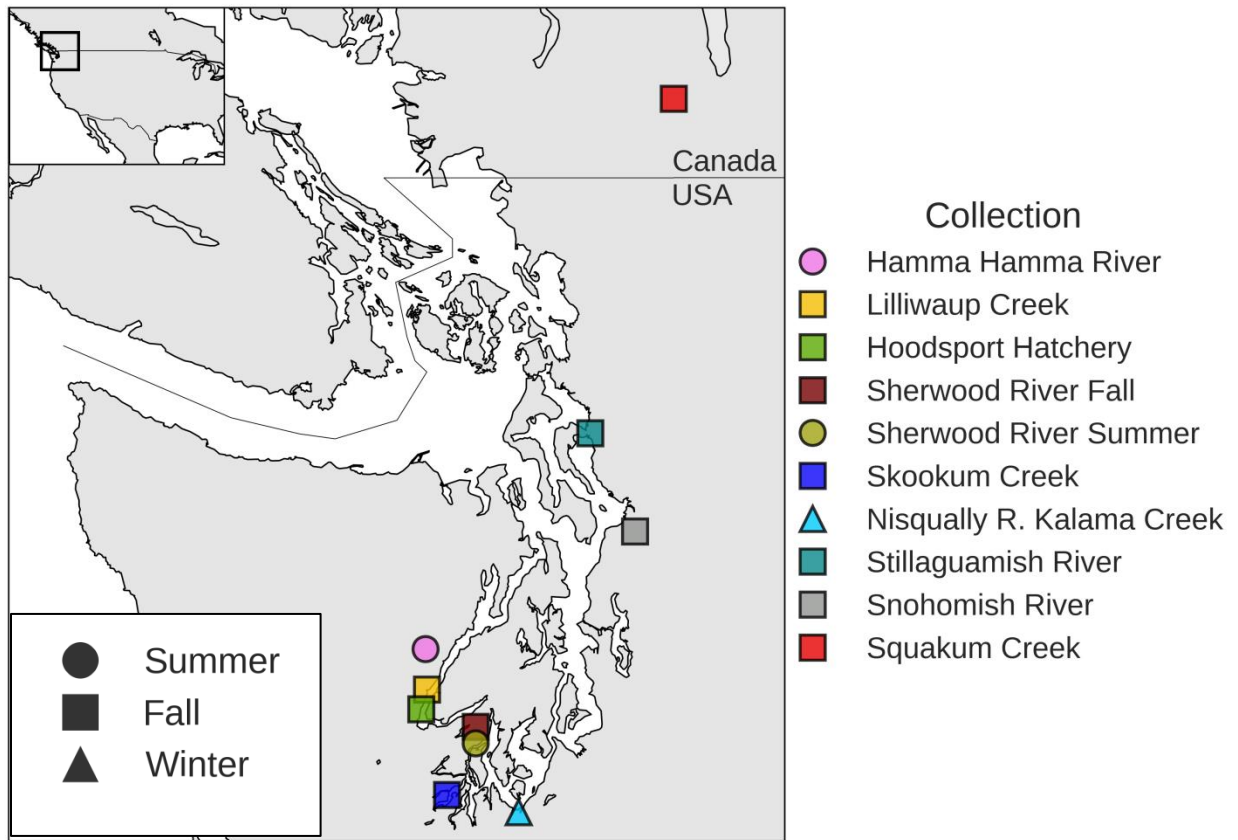 Canada
USA
Summer
Fall
Winter
Collection
Hamma Hamma River
Lilliwaup Creek
Hoodsport Hatchery
Sherwood River Fall
Sherwood River Summer
Skookum Creek
Nisqually R. Kalama Creek
Stillaguamish River
Snohomish River
Squakum Creek